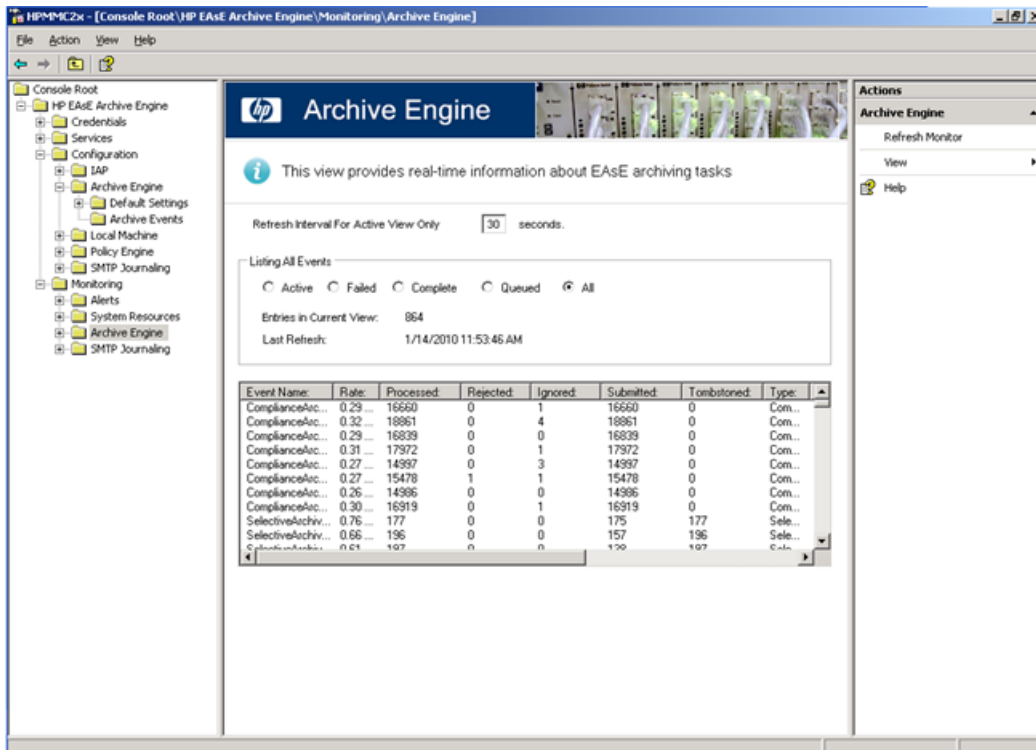 HPMMC2x - [Console Root\HP EAsE Archive Engine\Monitoring\Archive Engine]
File Action View Help
Console Root
HP EAsE Archive Engine
Credentials
Services
Configuration
IAP
Archive Engine
Default Settings
Archive Events
Local Machine
Policy Engine
SMTP Journaling
Monitoring
Alerts
System Resources
Archive Engine
SMTP Journaling
hp Archive Engine
This view provides real-time information about EAsE archiving tasks
Refresh Interval For Active View Only 30 seconds.
Listing All Events
Active Failed Complete Queued All
Entries in Current View: 864
Last Refresh: 1/14/2010 11:53:46 AM
Event Name: Rate: Processed: Rejected: Ignored: Submitted: Tombstoned: Type:
ComplianceArc... 0.29 ... 16660 0 1 16660 0 Com...
ComplianceArc... 0.32 ... 18861 0 4 18861 0 Com...
ComplianceArc... 0.29 ... 16839 0 0 16839 0 Com...
ComplianceArc... 0.31 ... 17972 0 1 17972 0 Com...
ComplianceArc... 0.27 ... 14997 0 3 14997 0 Com...
ComplianceArc... 0.27 ... 15478 1 1 15478 0 Com...
ComplianceArc... 0.26 ... 14986 0 0 14986 0 Com...
ComplianceArc... 0.30 ... 16919 0 1 16919 0 Com...
SelectiveArchiv... 0.76 ... 177 0 0 175 177 Sele...
SelectiveArchiv... 0.66 ... 196 0 0 157 196 Sele...
Actions
Archive Engine
Refresh Monitor
View
Help